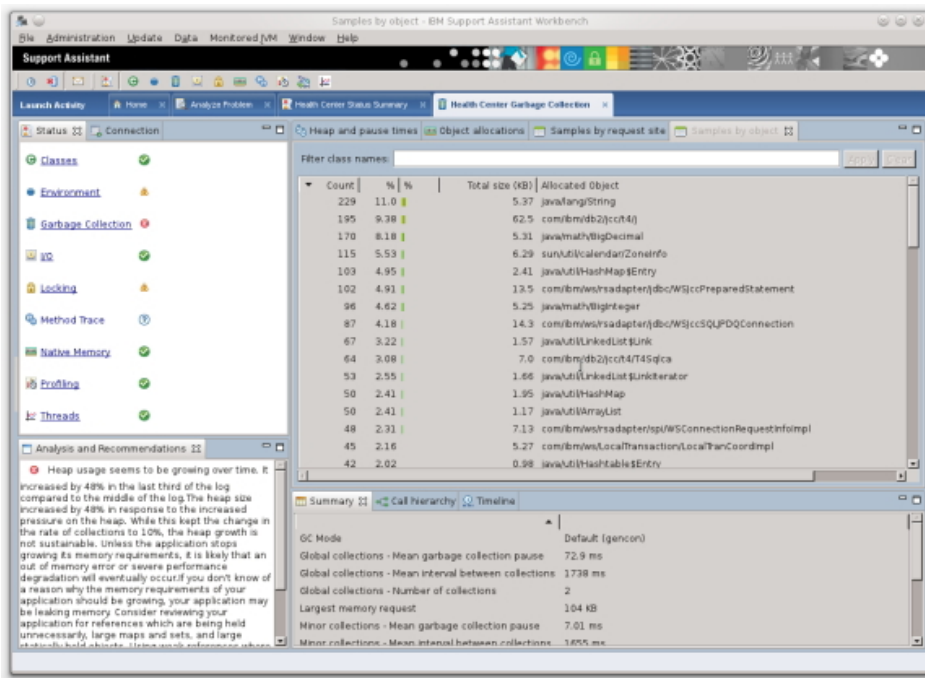 Samples by object - IBM Support Assistant Workbench
File Administration Update Data Monitored JVM Window Help
Support Assistant
Launch Activity Home Analyze Problem Health Center Status Summary Health Center Garbage Collection
Status Connection
Classes
Environment
Garbage Collection
I/O
Locking
Method Trace
Native Memory
Profiling
Threads
Heap and pause times Object allocations Samples by request site Samples by object
Filter class names: Apply Clear
Count % % Total size (KB) Allocated Object
229 11.0 5.37 java/lang/String
195 9.38 62.5 com/ibm/db2/jcc/t4/j
170 8.18 5.31 java/math/BigDecimal
115 5.53 6.29 sun/util/calendar/ZoneInfo
103 4.95 2.41 java/util/HashMap$Entry
102 4.91 13.5 com/ibm/ws/rsadapter/jdbc/WSJccPreparedStatement
96 4.62 5.25 java/math/BigInteger
87 4.18 14.3 com/ibm/ws/rsadapter/jdbc/WSJccSQLJPDQConnection
67 3.22 1.57 java/util/LinkedList$Link
64 3.08 7.0 com/ibm/db2/jcc/t4/T4Sqlca
53 2.55 1.66 java/util/LinkedList$LinkIterator
50 2.41 1.95 java/util/HashMap
50 2.41 1.17 java/util/ArrayList
48 2.31 7.13 com/ibm/ws/rsadapter/spi/WSConnectionRequestInfoImpl
45 2.16 5.27 com/ibm/ws/LocalTransaction/LocalTranCoordImpl
42 2.02 0.98 java/util/Hashtable$Entry
Analysis and Recommendations
Heap usage seems to be growing over time. It
increased by 48% in the last third of the log
compared to the middle of the log.The heap size
increased by 48% in response to the increased
pressure on the heap. While this kept the change in
the rate of collections to 10%, the heap growth is
not sustainable. Unless the application stops
growing its memory requirements, it is likely that an
out of memory error or severe performance
degradation will eventually occur.If you don't know of
a reason why the memory requirements of your
application should be growing, your application may
be leaking memory. Consider reviewing your
application for references which are being held
unnecessarily, large maps and sets, and large
statically held objects. Using weak references where
Summary Call hierarchy Timeline
GC Mode Default (gencon)
Global collections - Mean garbage collection pause 72.9 ms
Global collections - Mean interval between collections 1738 ms
Global collections - Number of collections 2
Largest memory request 104 KB
Minor collections - Mean garbage collection pause 7.01 ms
Minor collections - Mean interval between collections 1655 ms